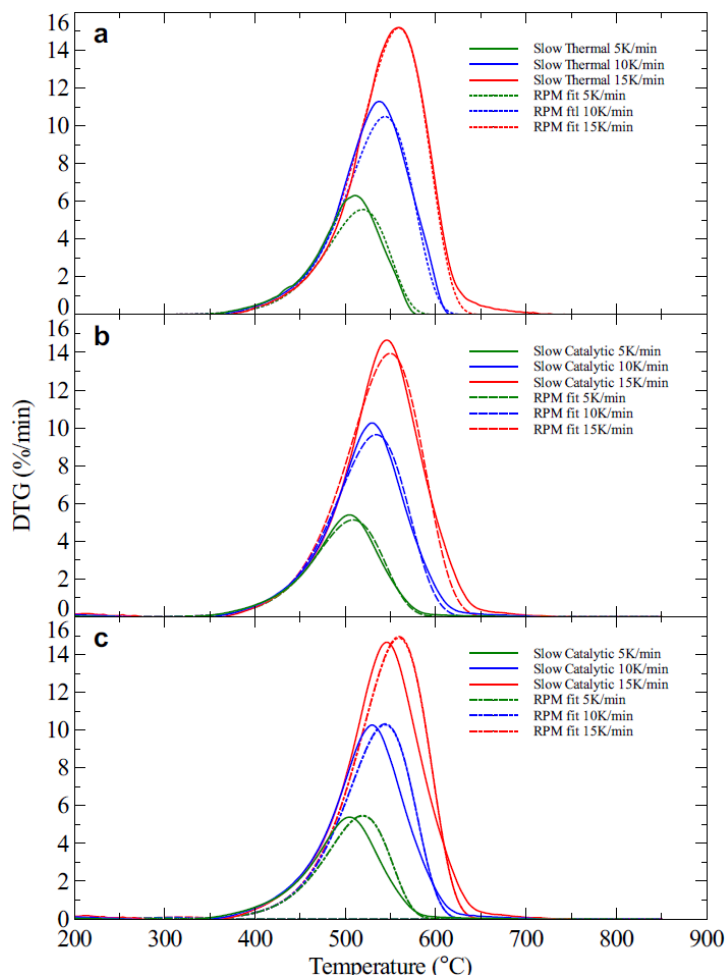 a
16
14
12
10
8
6
4
2
0
Slow Thermal 5K/min
Slow Thermal 10K/min
Slow Thermal 15K/min
RPM fit 5K/min
RPM ftl 10K/min
RPM fit 15K/min
b
16
14
12
10
8
6
4
2
0
Slow Catalytic 5K/min
Slow Catalytic 10K/min
Slow Catalytic 15K/min
RPM fit 5K/min
RPM fit 10K/min
RPM fit 15K/min
DTG (%/min)
c
16
14
12
10
8
6
4
2
0
Slow Catalytic 5K/min
Slow Catalytic 10K/min
Slow Catalytic 15K/min
RPM fit 5K/min
RPM fit 10K/min
RPM fit 15K/min
200 300 400 500 600 700 800 900
Temperature (°C)